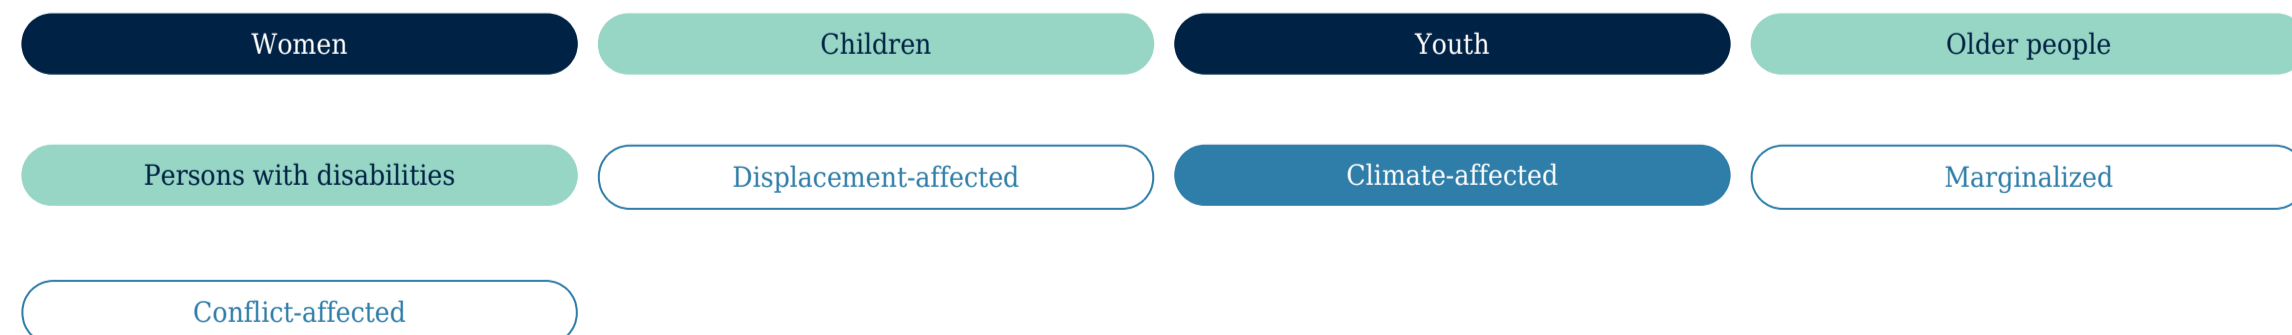 Women
Children
Youth
Older people
Persons with disabilities
Displacement-affected
Climate-affected
Marginalized
Conflict-affected